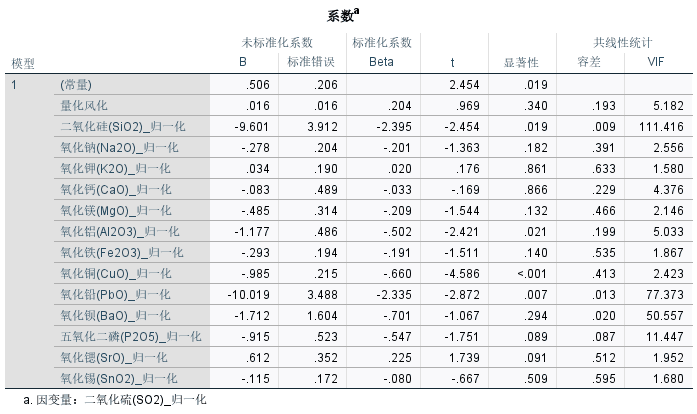 系数a
未标准化系数 标准化系数 共线性统计
模型 B 标准错误 Beta t 显著性 容差 VIF
1 (常量) .506 .206 2.454 .019
量化风化 .016 .016 .204 .969 .340 .193 5.182
二氧化硅(SiO2)_归一化 -9.601 3.912 -2.395 -2.454 .019 .009 111.416
氧化钠(Na2O)_归一化 -.278 .204 -.201 -1.363 .182 .391 2.556
氧化钾(K2O)_归一化 .034 .190 .020 .176 .861 .633 1.580
氧化钙(CaO)_归一化 -.083 .489 -.033 -.169 .866 .229 4.376
氧化镁(MgO)_归一化 -.485 .314 -.209 -1.544 .132 .466 2.146
氧化铝(Al2O3)_归一化 -1.177 .486 -.502 -2.421 .021 .199 5.033
氧化铁(Fe2O3)_归一化 -.293 .194 -.191 -1.511 .140 .535 1.867
氧化铜(CuO)_归一化 -.985 .215 -.660 -4.586 <.001 .413 2.423
氧化铅(PbO)_归一化 -10.019 3.488 -2.335 -2.872 .007 .013 77.373
氧化钡(BaO)_归一化 -1.712 1.604 -.701 -1.067 .294 .020 50.557
五氧化二磷(P2O5)_归一化 -.915 .523 -.547 -1.751 .089 .087 11.447
氧化锶(SrO)_归一化 .612 .352 .225 1.739 .091 .512 1.952
氧化锡(SnO2)_归一化 -.115 .172 -.080 -.667 .509 .595 1.680
a. 因变量：二氧化硫(SO2)_归一化